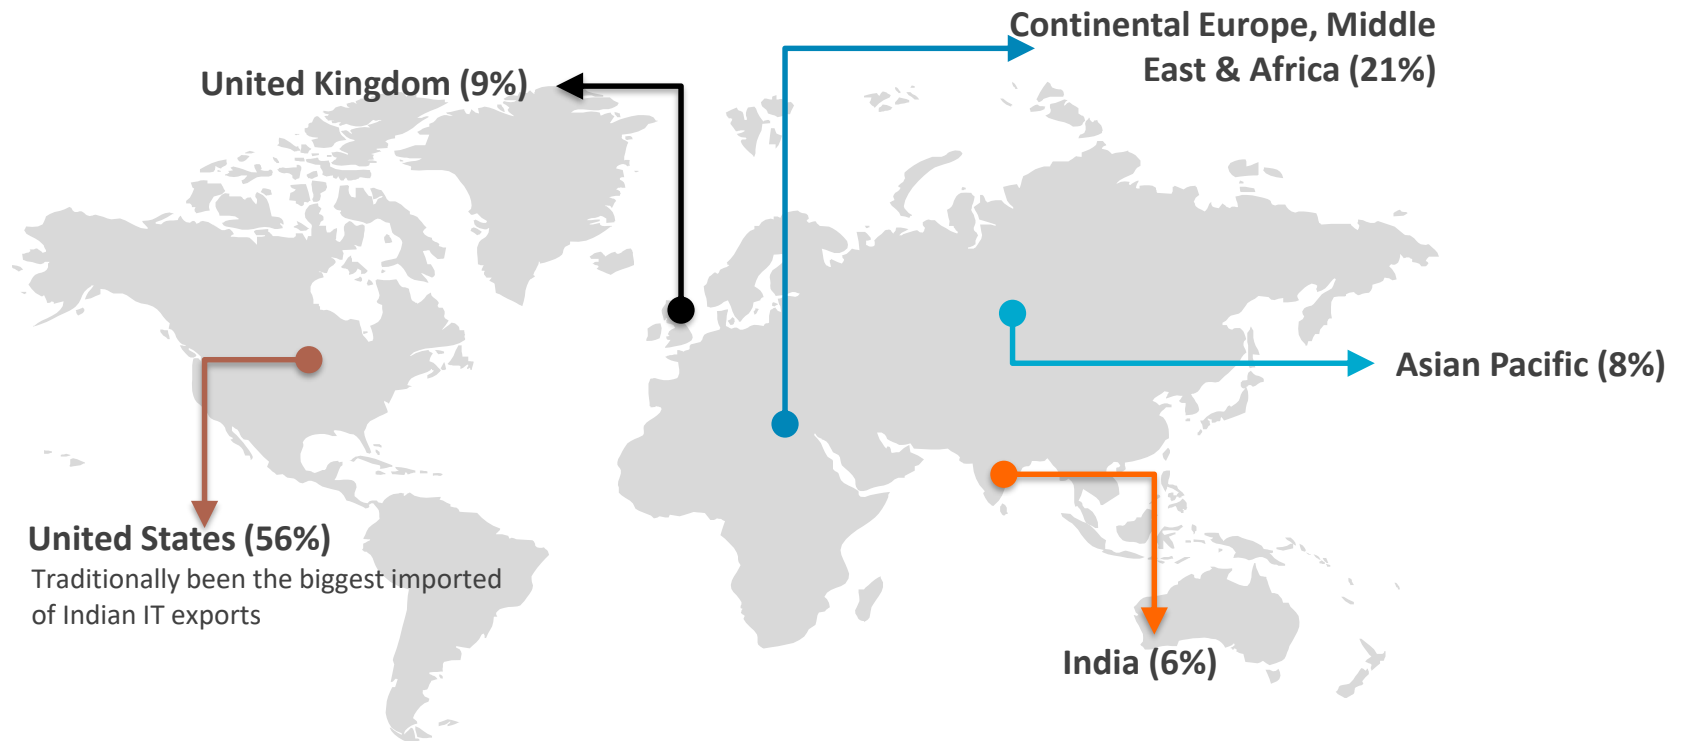 Continental Europe, Middle
East & Africa (21%)
United Kingdom (9%)
Asian Pacific (8%)
United States (56%)
Traditionally been the biggest imported
of Indian IT exports
India (6%)